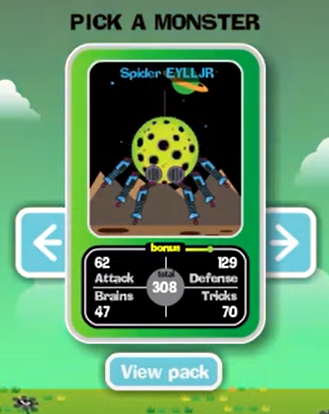 PICK A MONSTER
Spider EYLLJR
bonus
62 129
Attack total Defense
308
Brains Tricks
47 70
View pack